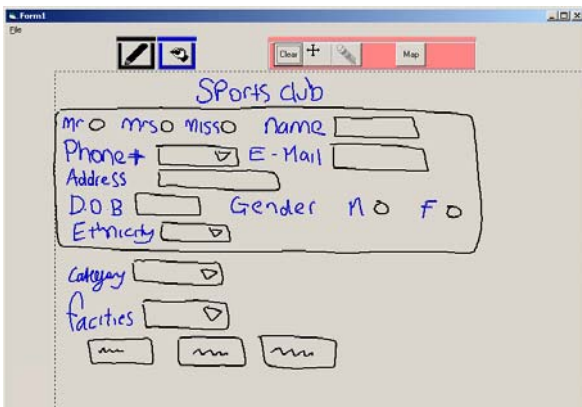 Form1
File
Clear Map
Sports club
Mr Mrs Miss Name
Phone # E-Mail
Address
D.O.B Gender M F
Ethnicity
Category
Facities